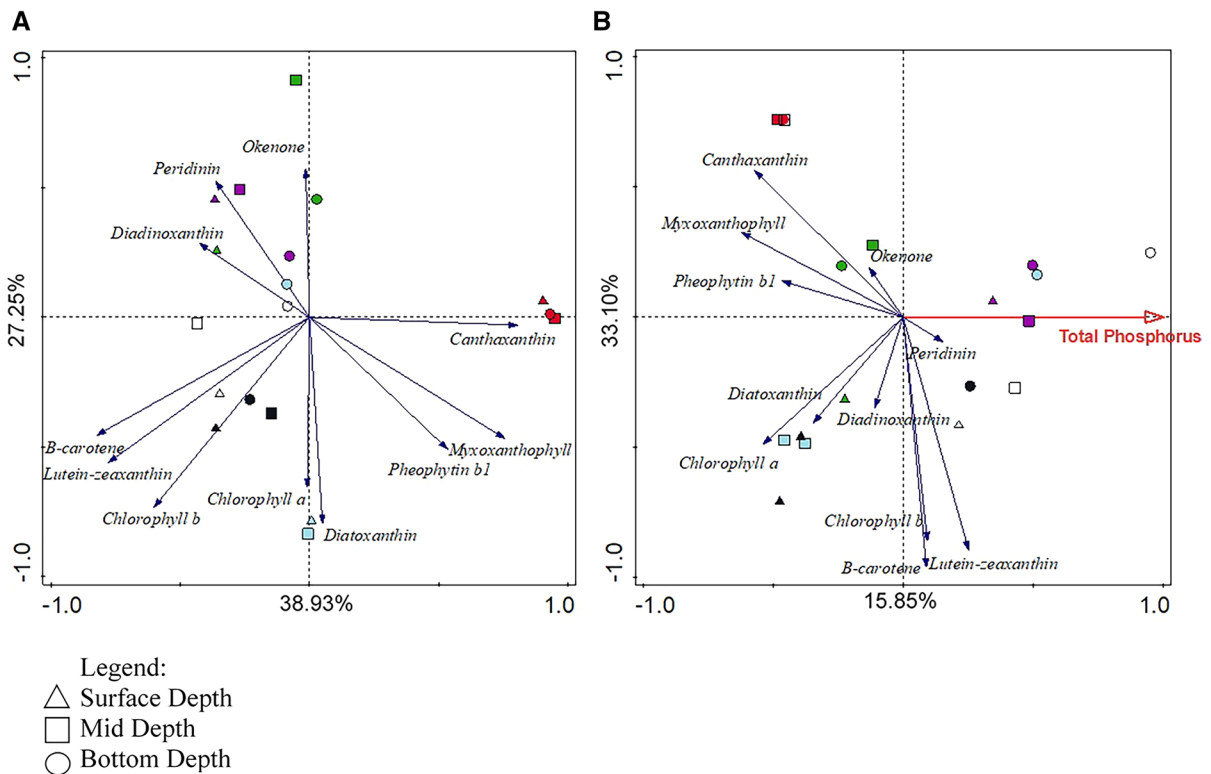 A
1.0
27.25%
-1.0
-1.0
38.93%
1.0
Okenone
Peridinin
Diadinoxanthin
Canthaxanthin
B-carotene
Lutein-zeaxanthin
Chlorophyll b
Chlorophyll a
Diatoxanthin
Myxoxanthophyll
Pheophytin b1
B
1.0
33.10%
-1.0
-1.0
15.85%
1.0
Canthaxanthin
Myxoxanthophyll
Okenone
Pheophytin b1
Total Phosphorus
Peridinin
Diatoxanthin
Diadinoxanthin
Chlorophyll a
Chlorophyll b
B-carotene
Lutein-zeaxanthin
Legend:
Surface Depth
Mid Depth
Bottom Depth